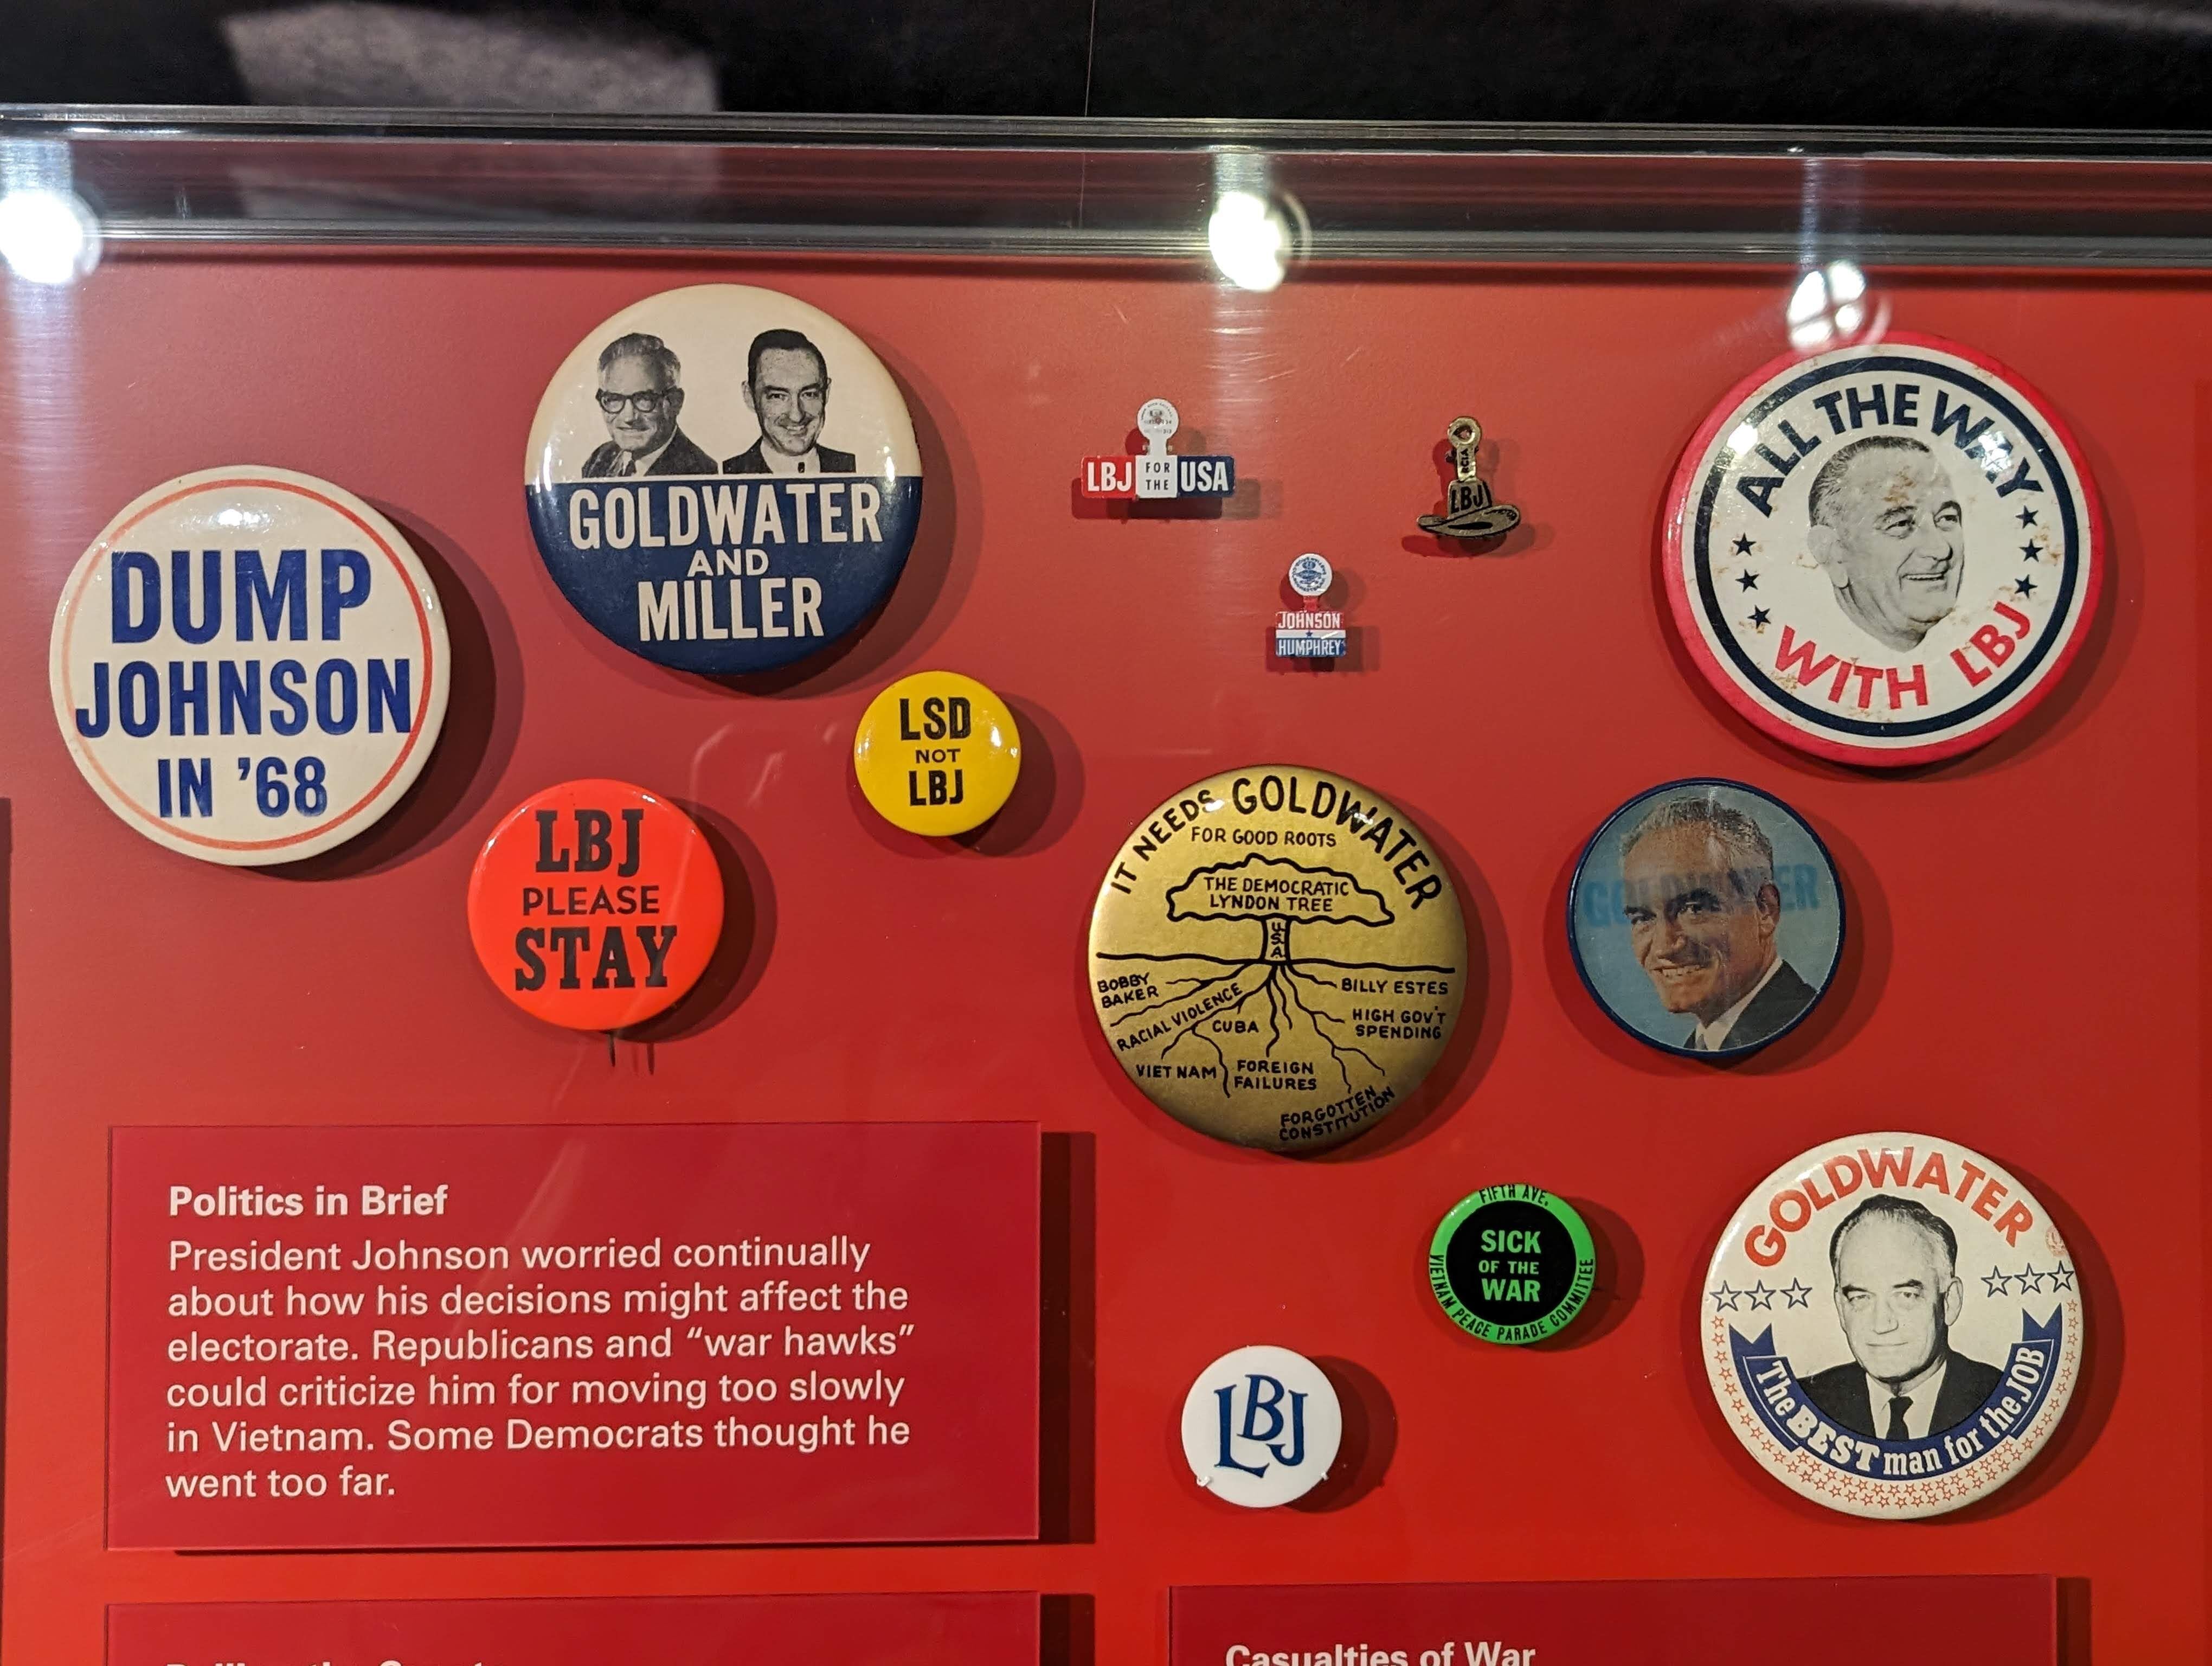 DUMP
JOHNSON
IN '68
GOLDWATER
AND
MILLER
LBJ FOR THE USA
BCIA
LBJ
JOHNSON
HUMPHREY
ALL THE WAY
WITH LBJ
LSD
NOT
LBJ
LBJ
PLEASE
STAY
IT NEEDS GOLDWATER
FOR GOOD ROOTS
THE DEMOCRATIC
LYNDON TREE
U.S.A.
BOBBY
BAKER
BILLY ESTES
RACIAL VIOLENCE
CUBA
HIGH GOV'T
SPENDING
VIET NAM
FOREIGN
FAILURES
FORGOTTEN
CONSTITUTION
GOLDWATER
FIFTH AVE.
SICK
OF THE
WAR
VIETNAM PEACE PARADE COMMITTEE
GOLDWATER
The BEST man for the JOB
LBJ
Politics in Brief
President Johnson worried continually
about how his decisions might affect the
electorate. Republicans and “war hawks”
could criticize him for moving too slowly
in Vietnam. Some Democrats thought he
went too far.
Casualties of War